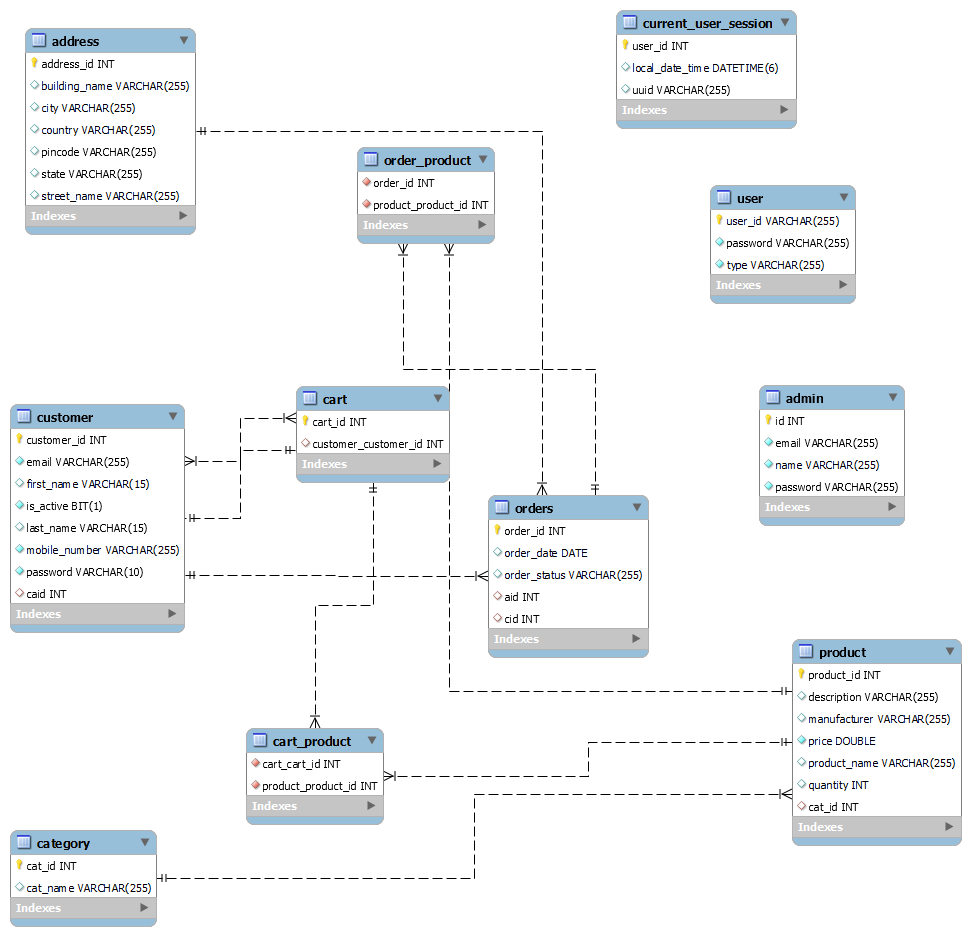 address
address_id INT
building_name VARCHAR(255)
city VARCHAR(255)
country VARCHAR(255)
pincode VARCHAR(255)
state VARCHAR(255)
street_name VARCHAR(255)
Indexes
current_user_session
user_id INT
local_date_time DATETIME(6)
uuid VARCHAR(255)
Indexes
order_product
order_id INT
product_product_id INT
Indexes
user
user_id VARCHAR(255)
password VARCHAR(255)
type VARCHAR(255)
Indexes
customer
customer_id INT
email VARCHAR(255)
first_name VARCHAR(15)
is_active BIT(1)
last_name VARCHAR(15)
mobile_number VARCHAR(255)
password VARCHAR(10)
caid INT
Indexes
cart
cart_id INT
customer_customer_id INT
Indexes
admin
id INT
email VARCHAR(255)
name VARCHAR(255)
password VARCHAR(255)
Indexes
orders
order_id INT
order_date DATE
order_status VARCHAR(255)
aid INT
cid INT
Indexes
product
product_id INT
description VARCHAR(255)
manufacturer VARCHAR(255)
price DOUBLE
product_name VARCHAR(255)
quantity INT
cat_id INT
Indexes
cart_product
cart_cart_id INT
product_product_id INT
Indexes
category
cat_id INT
cat_name VARCHAR(255)
Indexes